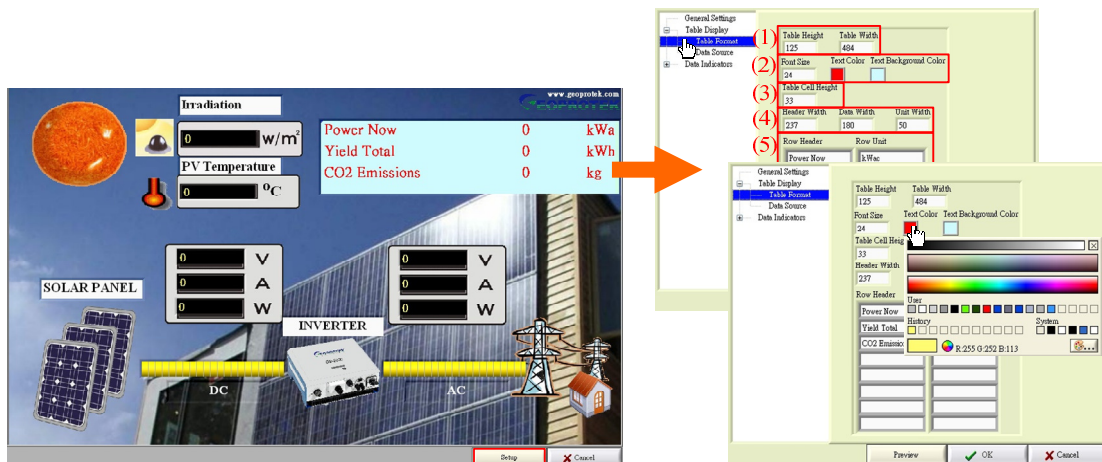 www.geoprotek.com
GEOPROTEK
Irradiation
0 w/m²
PV Temperature
0 °C
Power Now 0 kWa
Yield Total 0 kWh
CO2 Emissions 0 kg
0 V
0 A
0 W
0 V
0 A
0 W
SOLAR PANEL
INVERTER
DC
AC
Setup
Cancel
General Settings
Table Display
Table Format
Data Source
Data Indicators
(1) Table Height Table Width
125 484
(2) Font Size Text Color Text Background Color
24
(3) Table Cell Height
33
(4) Header Width Data Width Unit Width
237 180 50
(5) Row Header Row Unit
Power Now kWac
General Settings
Table Display
Table Format
Data Source
Data Indicators
Table Height Table Width
125 484
Font Size Text Color Text Background Color
24
Table Cell Heig
33
Header Width
237
Row Header
Power Now
Yield Total
CO2 Emissio
User
History
System
R:255 G:252 B:113
Preview
OK
Cancel